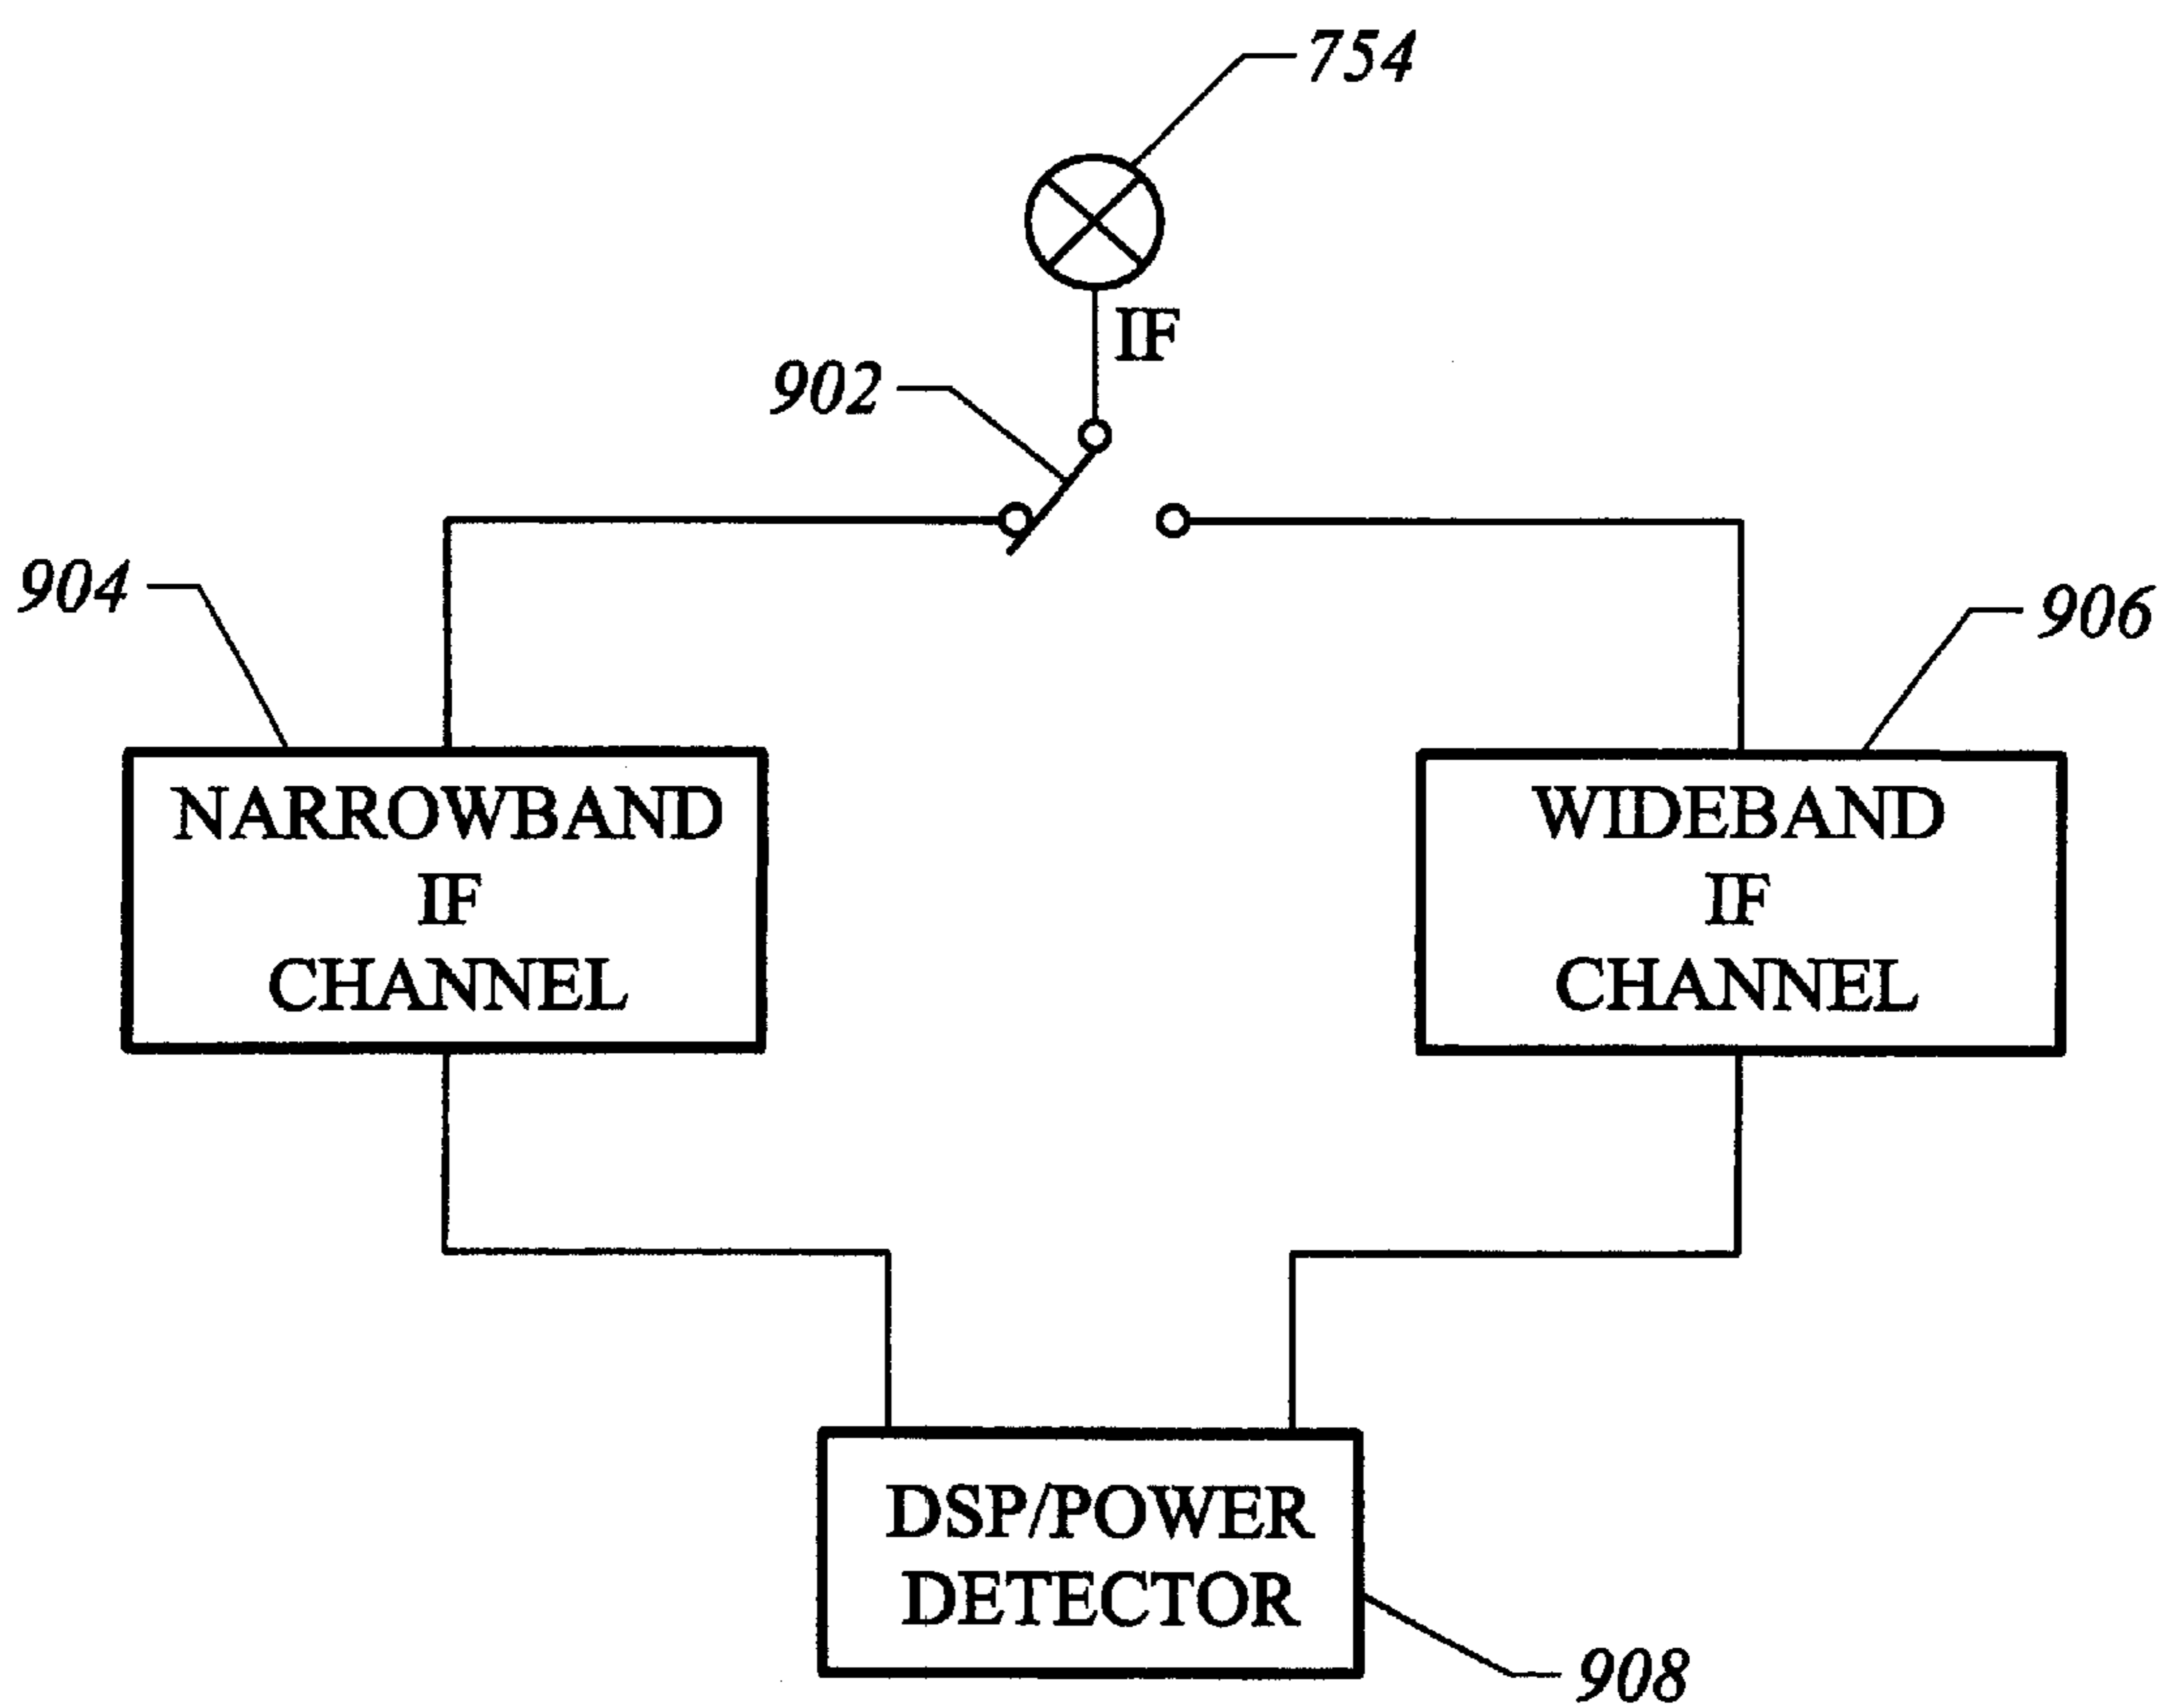 754
IF
902
904
906
NARROWBAND
IF
CHANNEL
WIDEBAND
IF
CHANNEL
DSP/POWER
DETECTOR
908